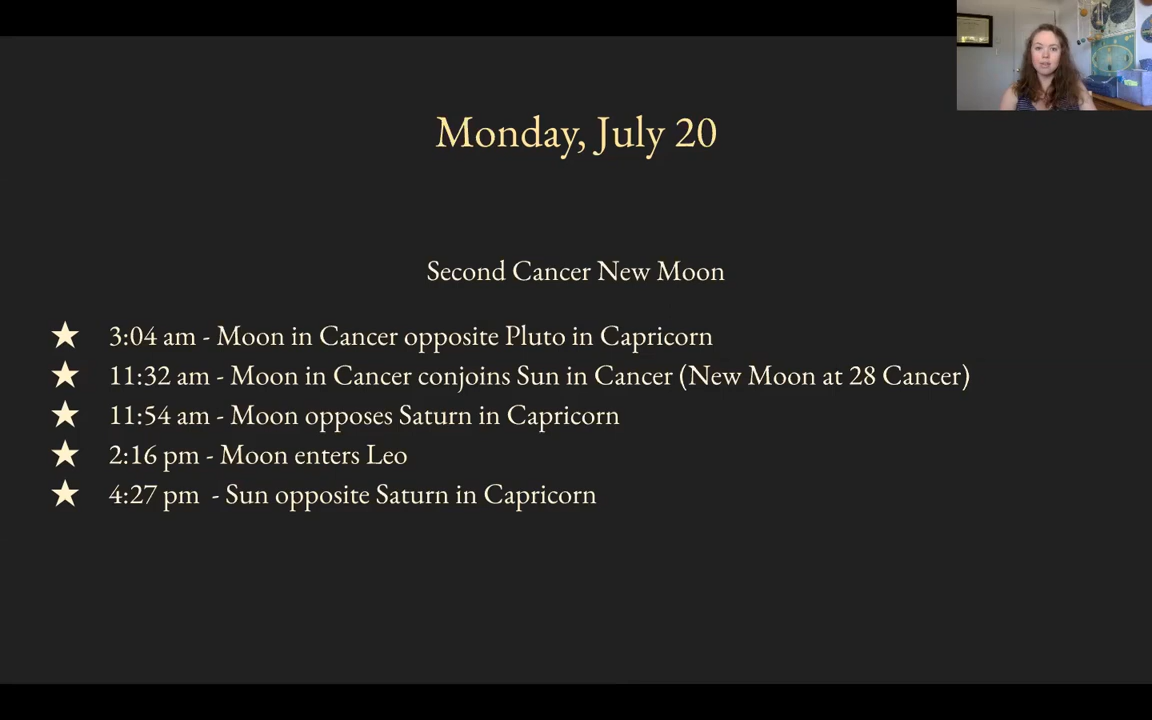 Monday, July 20
Second Cancer New Moon
3:04 am - Moon in Cancer opposite Pluto in Capricorn
11:32 am - Moon in Cancer conjoins Sun in Cancer (New Moon at 28 Cancer)
11:54 am - Moon opposes Saturn in Capricorn
2:16 pm - Moon enters Leo
4:27 pm - Sun opposite Saturn in Capricorn